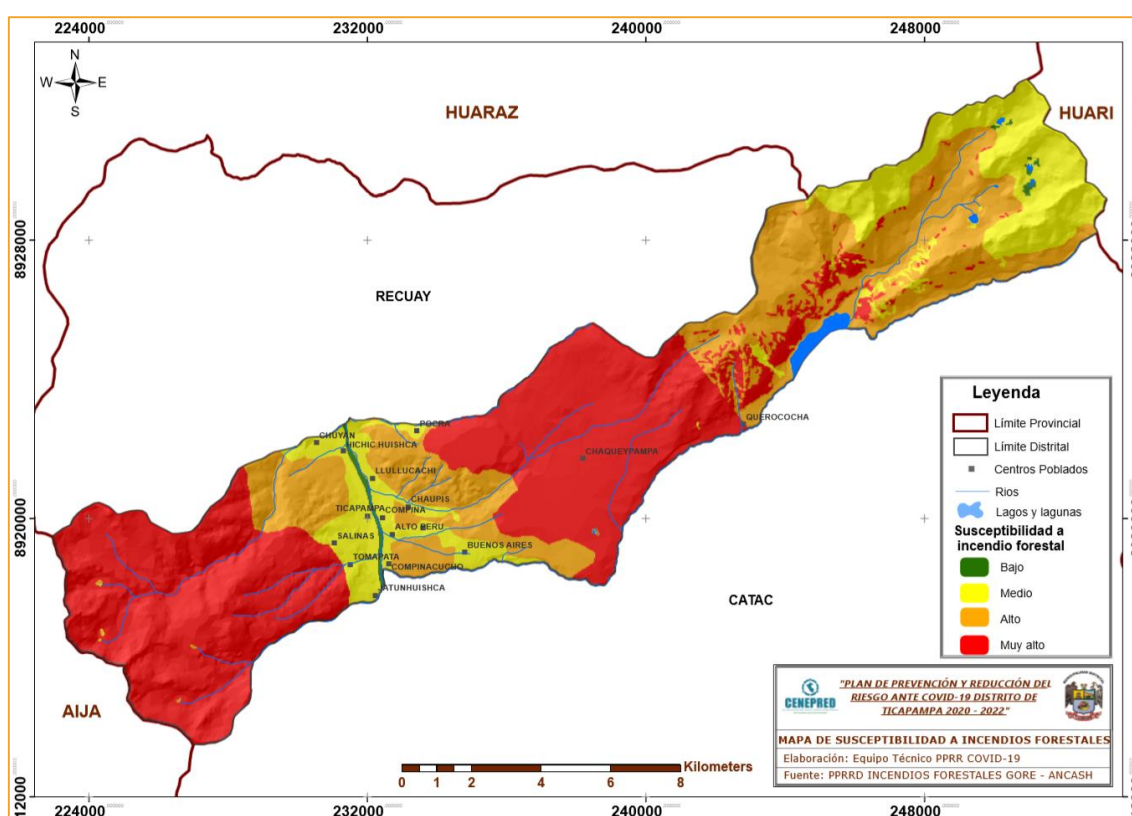 224000
232000
240000
248000
N
W
E
S
HUARAZ
HUARI
8928000
RECUAY
QUEROCOCHA
POCRA
CHUYAN
HICHIC HUISHCA
CHAQUEYPAMPA
LLULLUCACHI
CHAUPIS
TICAPAMPA
COMPINA
8920000
ALTO PERU
SALINAS
BUENOS AIRES
TOMAPATA
COMPINACUCHO
JATUNHUISHCA
CATAC
AIJA
Leyenda
Límite Provincial
Límite Distrital
Centros Poblados
Rios
Lagos y lagunas
Susceptibilidad a
incendio forestal
Bajo
Medio
Alto
Muy alto
CENEPRED
"PLAN DE PREVENCIÓN Y REDUCCIÓN DEL
RIESGO ANTE COVID-19 DISTRITO DE
TICAPAMPA 2020 - 2022"
MAPA DE SUSCEPTIBILIDAD A INCENDIOS FORESTALES
Elaboración: Equipo Técnico PPRR COVID-19
Fuente: PPRRD INCENDIOS FORESTALES GORE - ANCASH
Kilometers
0 1 2 4 6 8
12000
224000
232000
240000
248000